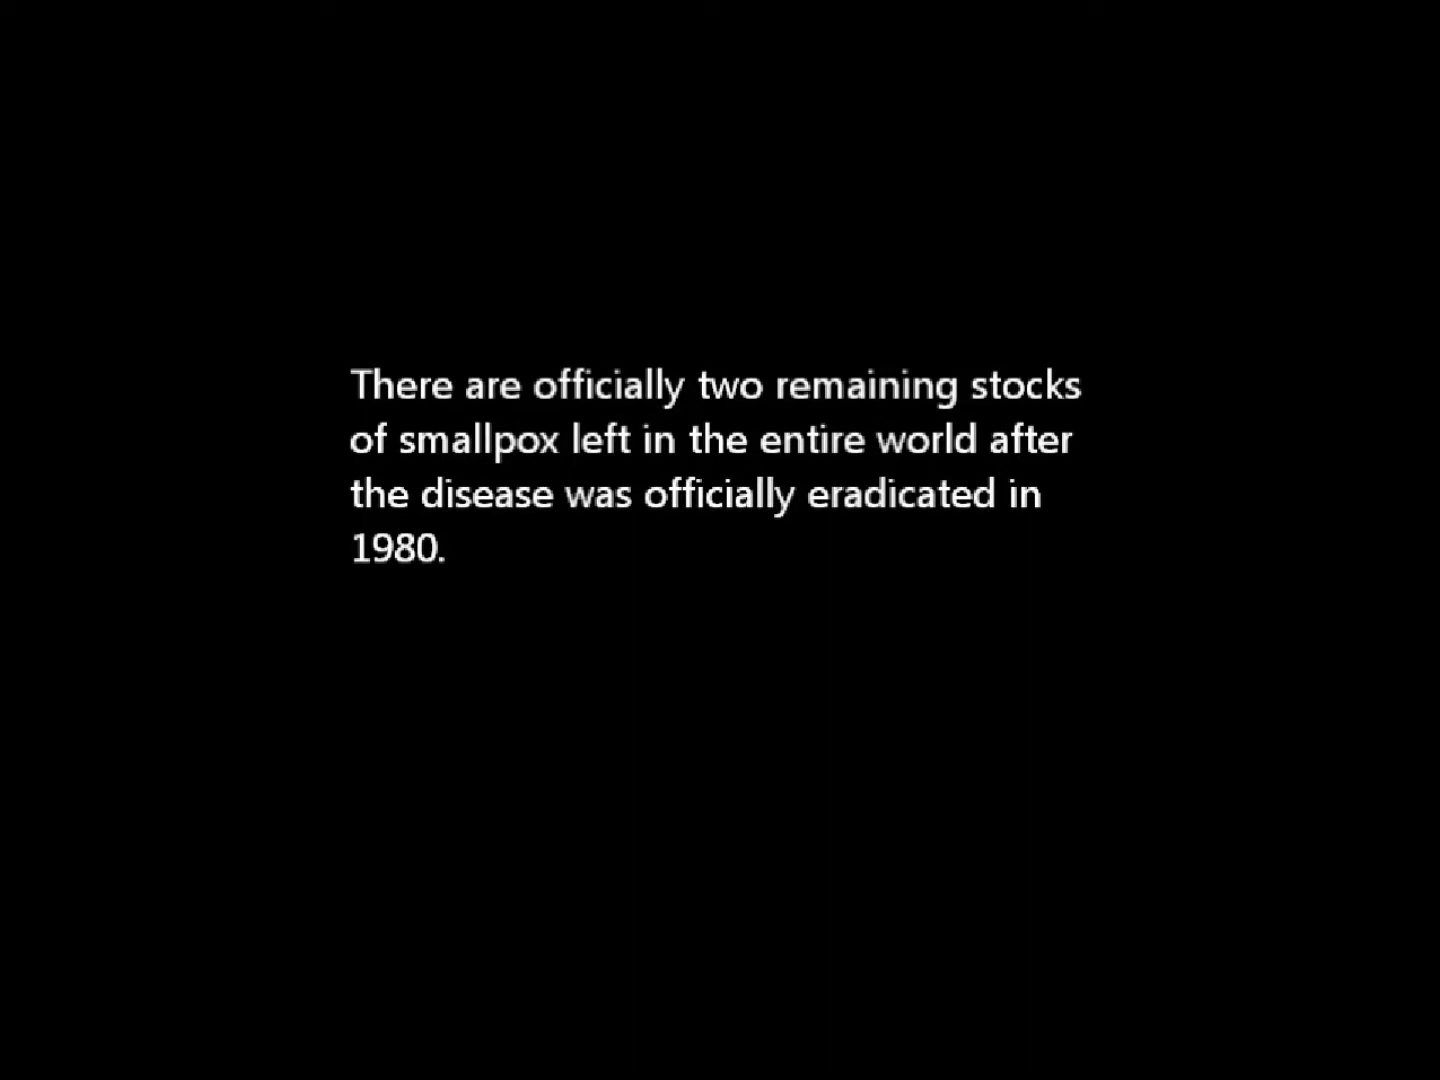 There are officially two remaining stocks
of smallpox left in the entire world after
the disease was officially eradicated in
1980.